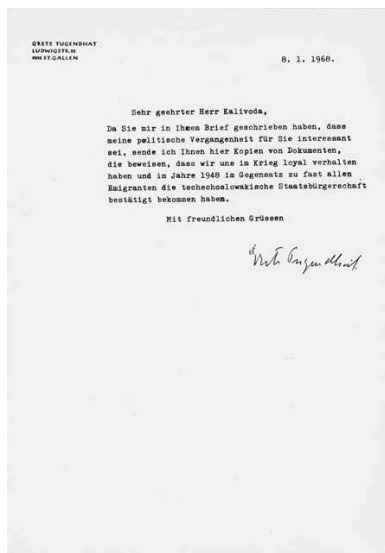 GRETE TUGENDHAT
LUDWIGSTR. 11
9011 ST. GALLEN
8. 1. 1968.
Sehr geehrter Herr Kalivoda,
Da Sie mir in Ihrem Brief geschrieben haben, dass
meine politische Vergangenheit für Sie interessant
sei, sende ich Ihnen hier Kopien von Dokumenten,
die beweisen, dass wir uns im Krieg loyal verhalten
haben und im Jahre 1948 im Gegensatz zu fast allen
Emigranten die tschechoslowakische Staatsbürgerschaft
bestätigt bekommen haben.
Mit freundlichen Grüssen
Grete Tugendhat